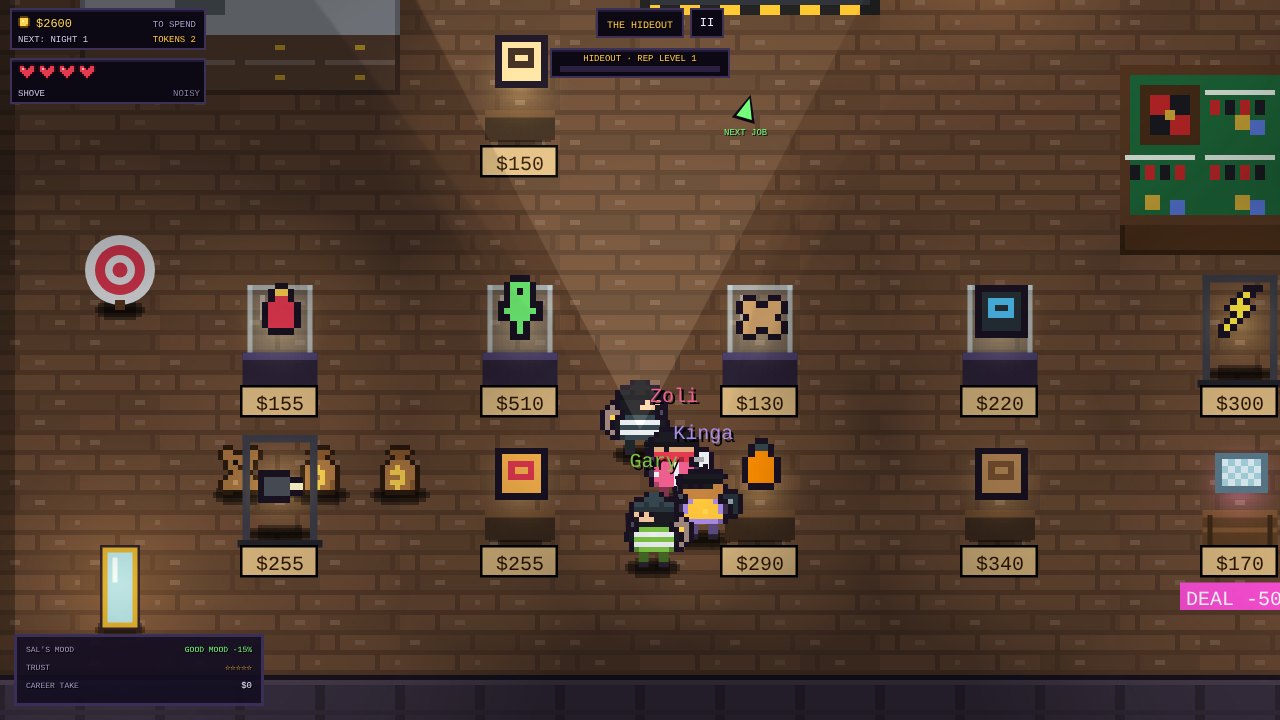 $2600
TO SPEND
NEXT: NIGHT 1
TOKENS 2
SHOVE
NOISY
THE HIDEOUT
II
HIDEOUT · REP LEVEL 1
NEXT JOB
$150
$155
$510
$130
$220
$300
Zoli
Kinga
Gary
$255
$255
$290
$340
$170
DEAL -50
SAL'S MOOD
GOOD MOOD -15%
TRUST
☆☆☆☆☆
CAREER TAKE
$0